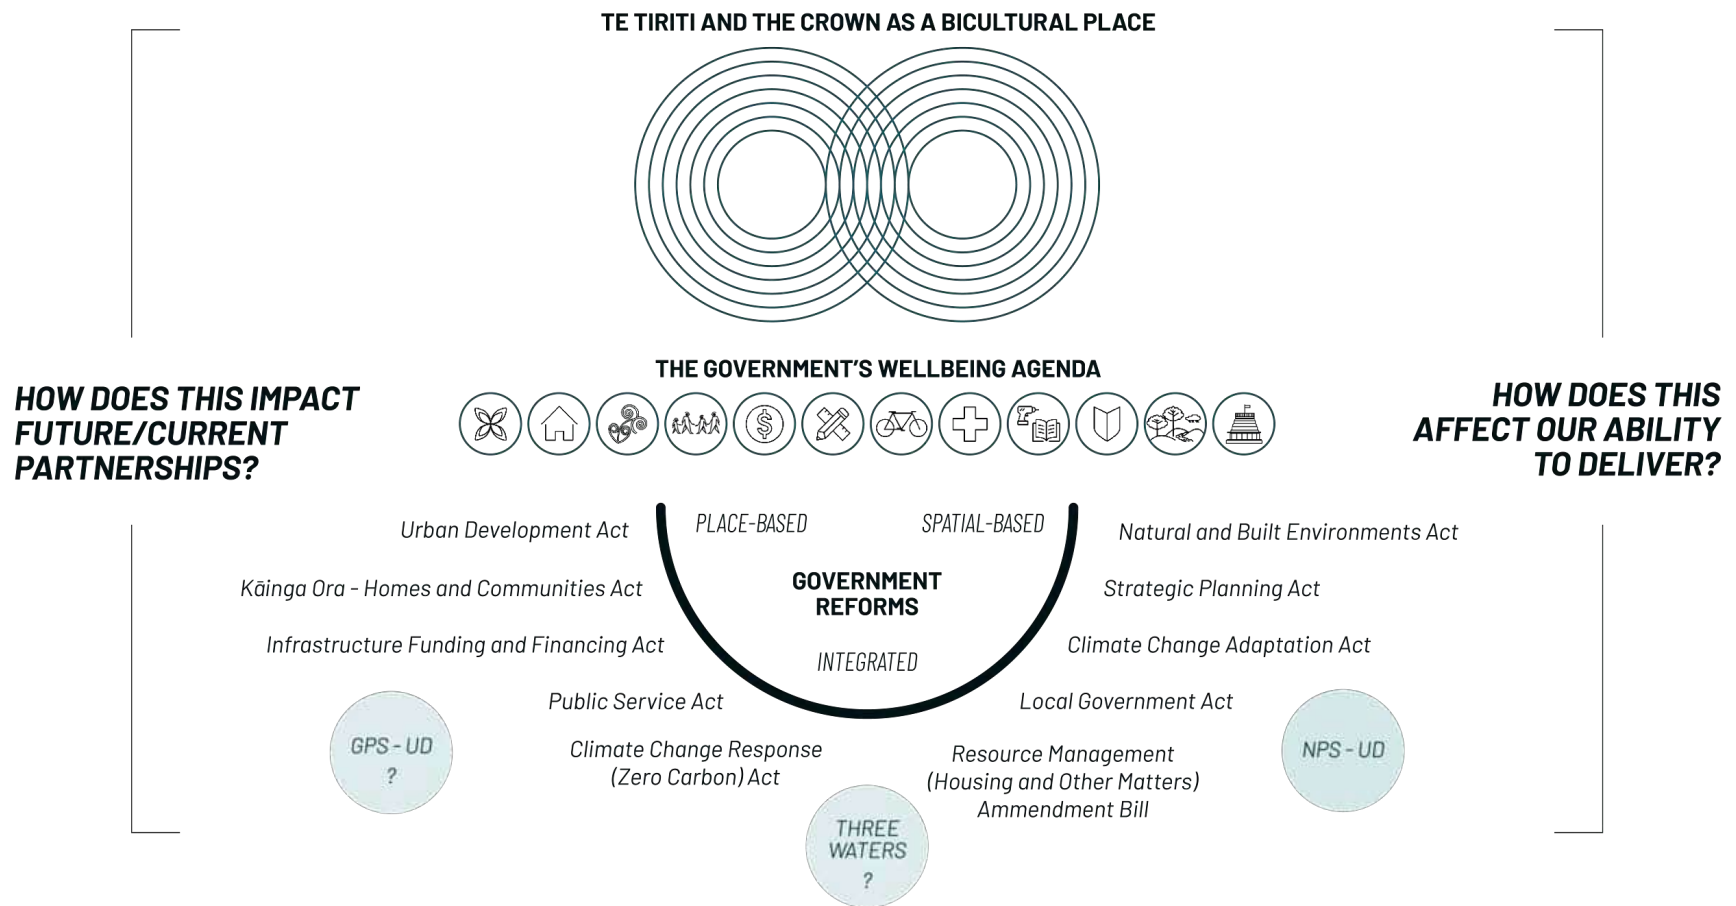 TE TIRITI AND THE CROWN AS A BICULTURAL PLACE
THE GOVERNMENT'S WELLBEING AGENDA
HOW DOES THIS IMPACT
FUTURE/CURRENT
PARTNERSHIPS?
HOW DOES THIS
AFFECT OUR ABILITY
TO DELIVER?
PLACE-BASED
SPATIAL-BASED
GOVERNMENT
REFORMS
INTEGRATED
Urban Development Act
Kāinga Ora - Homes and Communities Act
Infrastructure Funding and Financing Act
Public Service Act
Climate Change Response
(Zero Carbon) Act
Natural and Built Environments Act
Strategic Planning Act
Climate Change Adaptation Act
Local Government Act
Resource Management
(Housing and Other Matters)
Ammendment Bill
GPS - UD
?
THREE
WATERS
?
NPS - UD